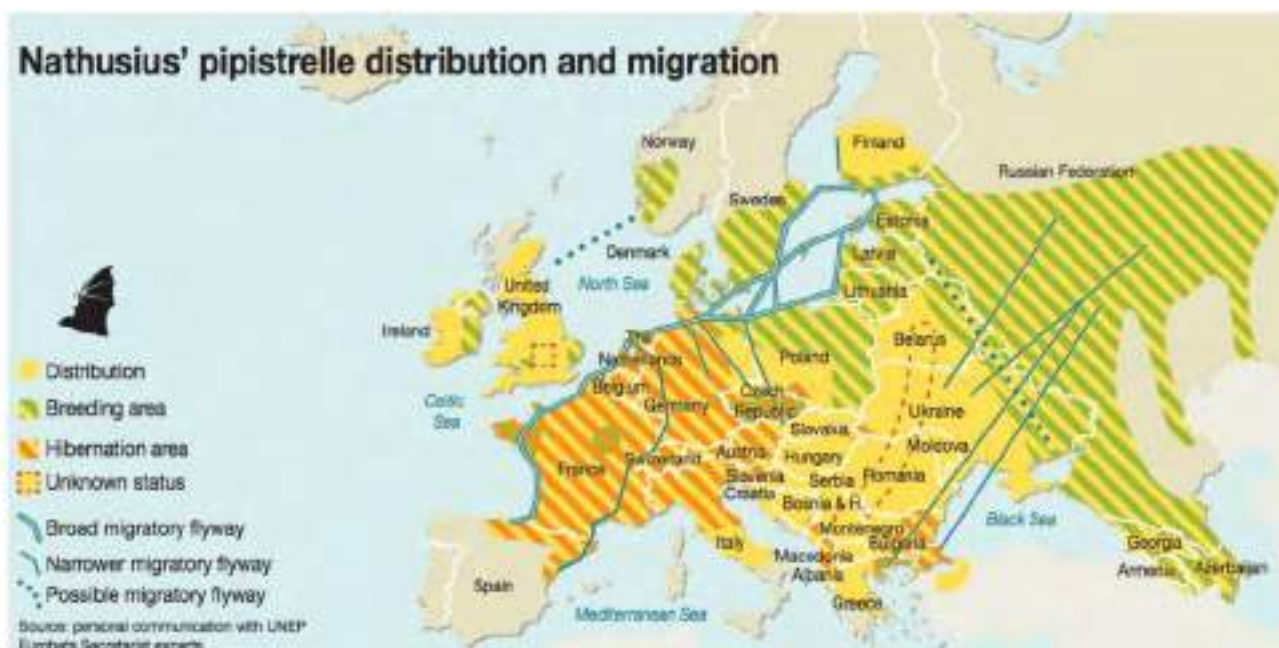 Nathusius' pipistrelle distribution and migration
Norway
Finland
Russian Federation
Sweden
Estonia
Denmark
Latvia
North Sea
United
Kingdom
Lithuania
Ireland
The
Netherlands
Belarus
Poland
Belgium
Celtic
Sea
Germany
Czech
Republic
Ukraine
Slovakia
Moldova
France
Switzerland
Austria
Hungary
Slovenia
Croatia
Serbia
Romania
Bosnia & H.
Black Sea
Montenegro
Bulgaria
Italy
Macedonia
Albania
Georgia
Armenia
Azerbaijan
Spain
Greece
Mediterranean Sea
Distribution
Breeding area
Hibernation area
Unknown status
Broad migratory flyway
Narrower migratory flyway
Possible migratory flyway
Source: personal communication with UNEP
Eurobats Secretariat experts